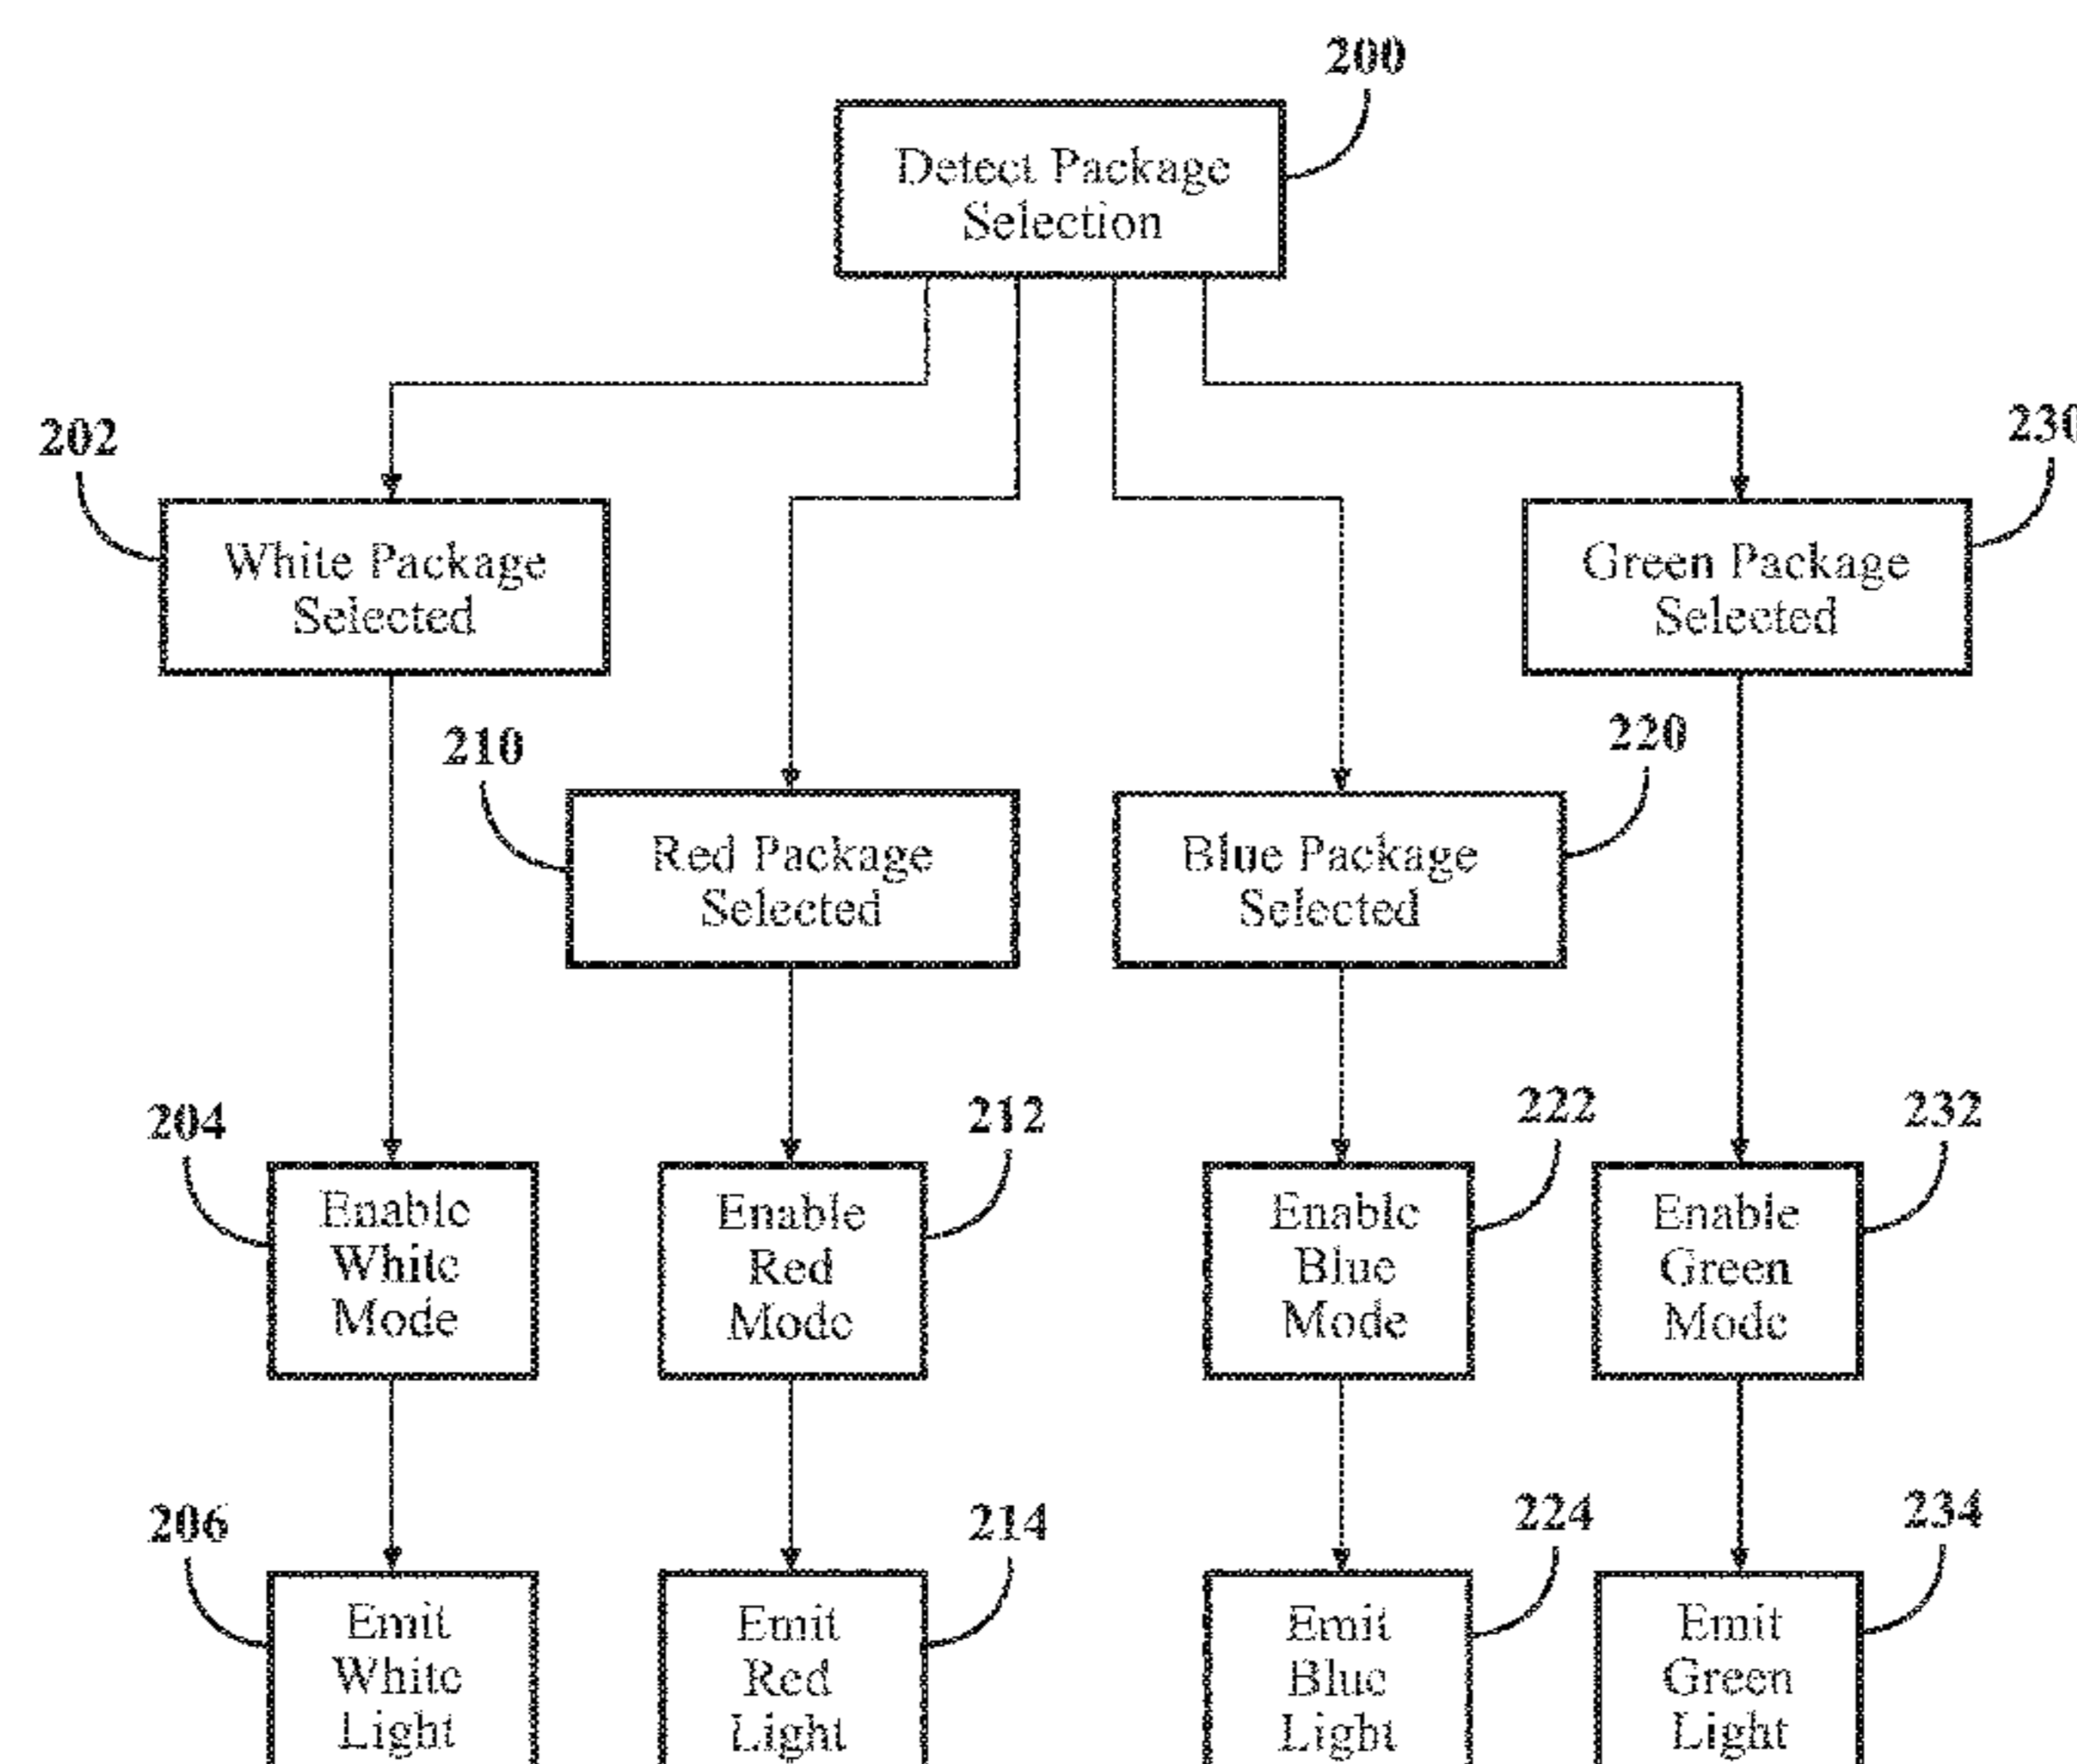 200
Detect Package
Selection
202
230
White Package
Selected
Green Package
Selected
210
220
Red Package
Selected
Blue Package
Selected
204
212
222
232
Enable
White
Mode
Enable
Red
Mode
Enable
Blue
Mode
Enable
Green
Mode
206
214
224
234
Emit
White
Light
Emit
Red
Light
Emit
Blue
Light
Emit
Green
Light